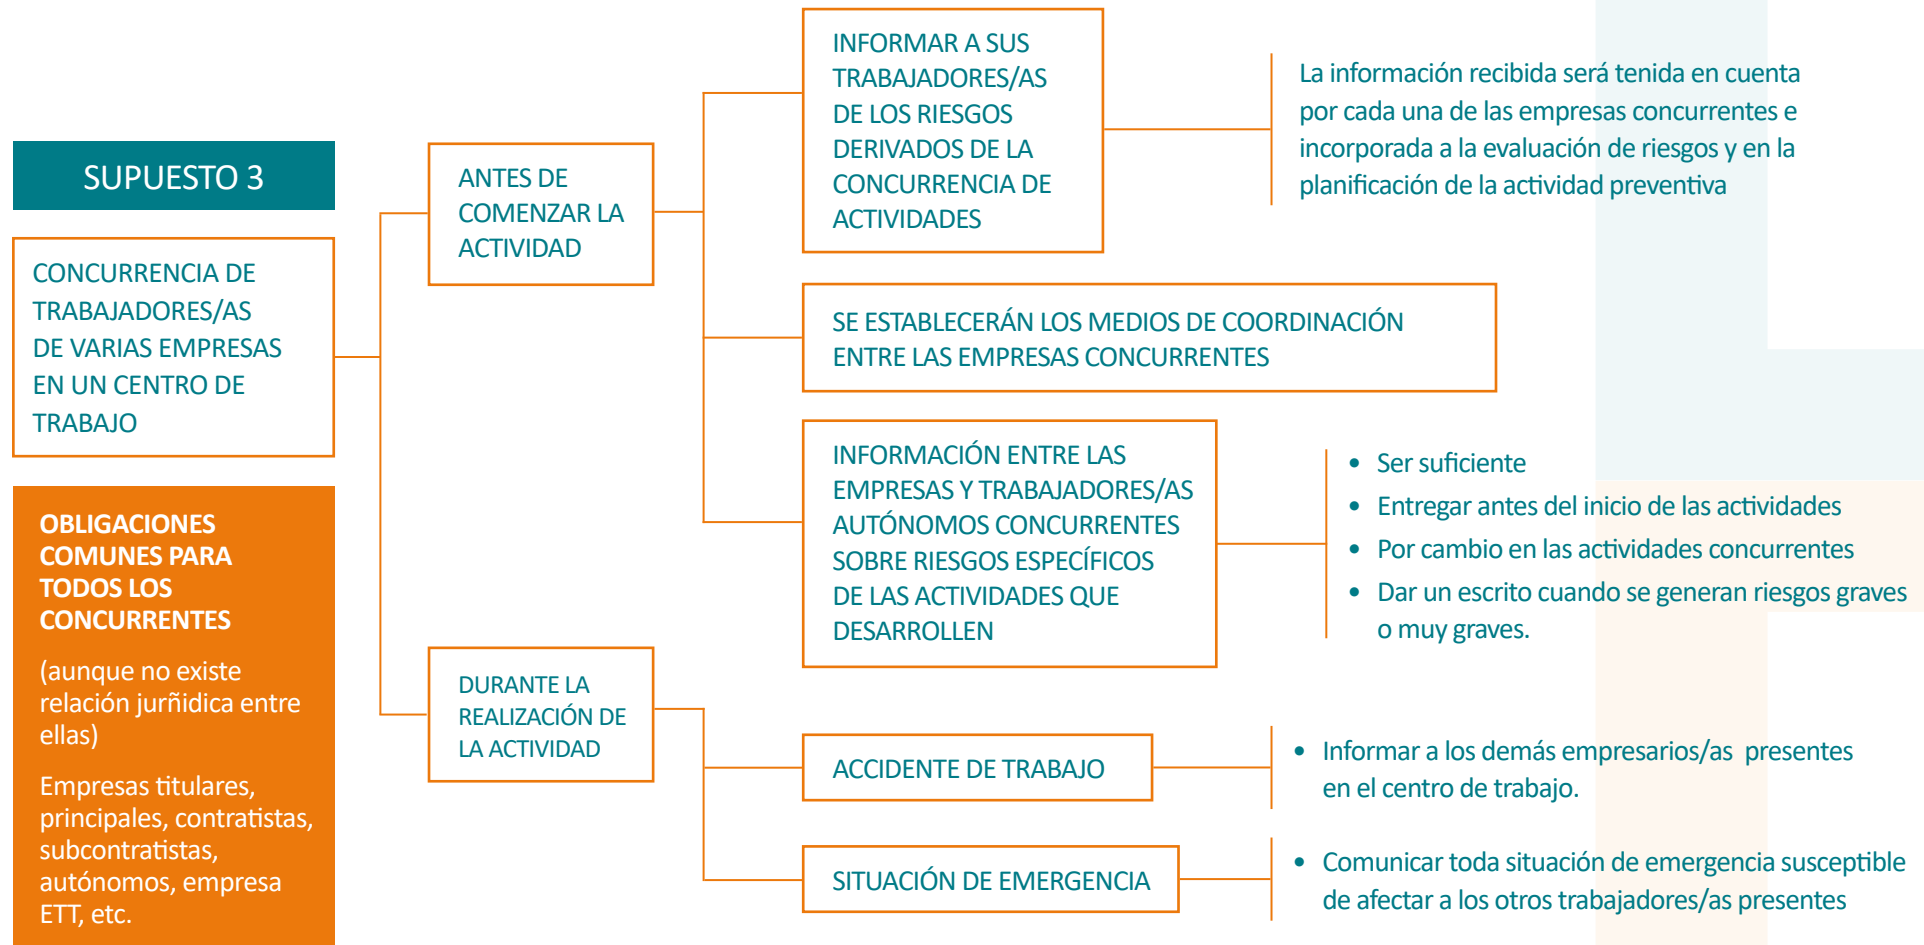 SUPUESTO 3
CONCURRENCIA DE
TRABAJADORES/AS
DE VARIAS EMPRESAS
EN UN CENTRO DE
TRABAJO
OBLIGACIONES
COMUNES PARA
TODOS LOS
CONCURRENTES
(aunque no existe
relación jurñidica entre
ellas)
Empresas titulares,
principales, contratistas,
subcontratistas,
autónomos, empresa
ETT, etc.
ANTES DE
COMENZAR LA
ACTIVIDAD
INFORMAR A SUS
TRABAJADORES/AS
DE LOS RIESGOS
DERIVADOS DE LA
CONCURRENCIA DE
ACTIVIDADES
La información recibida será tenida en cuenta
por cada una de las empresas concurrentes e
incorporada a la evaluación de riesgos y en la
planificación de la actividad preventiva
SE ESTABLECERÁN LOS MEDIOS DE COORDINACIÓN
ENTRE LAS EMPRESAS CONCURRENTES
INFORMACIÓN ENTRE LAS
EMPRESAS Y TRABAJADORES/AS
AUTÓNOMOS CONCURRENTES
SOBRE RIESGOS ESPECÍFICOS
DE LAS ACTIVIDADES QUE
DESARROLLEN
• Ser suficiente
• Entregar antes del inicio de las actividades
• Por cambio en las actividades concurrentes
• Dar un escrito cuando se generan riesgos graves
o muy graves.
DURANTE LA
REALIZACIÓN DE
LA ACTIVIDAD
ACCIDENTE DE TRABAJO
• Informar a los demás empresarios/as presentes
en el centro de trabajo.
SITUACIÓN DE EMERGENCIA
• Comunicar toda situación de emergencia susceptible
de afectar a los otros trabajadores/as presentes